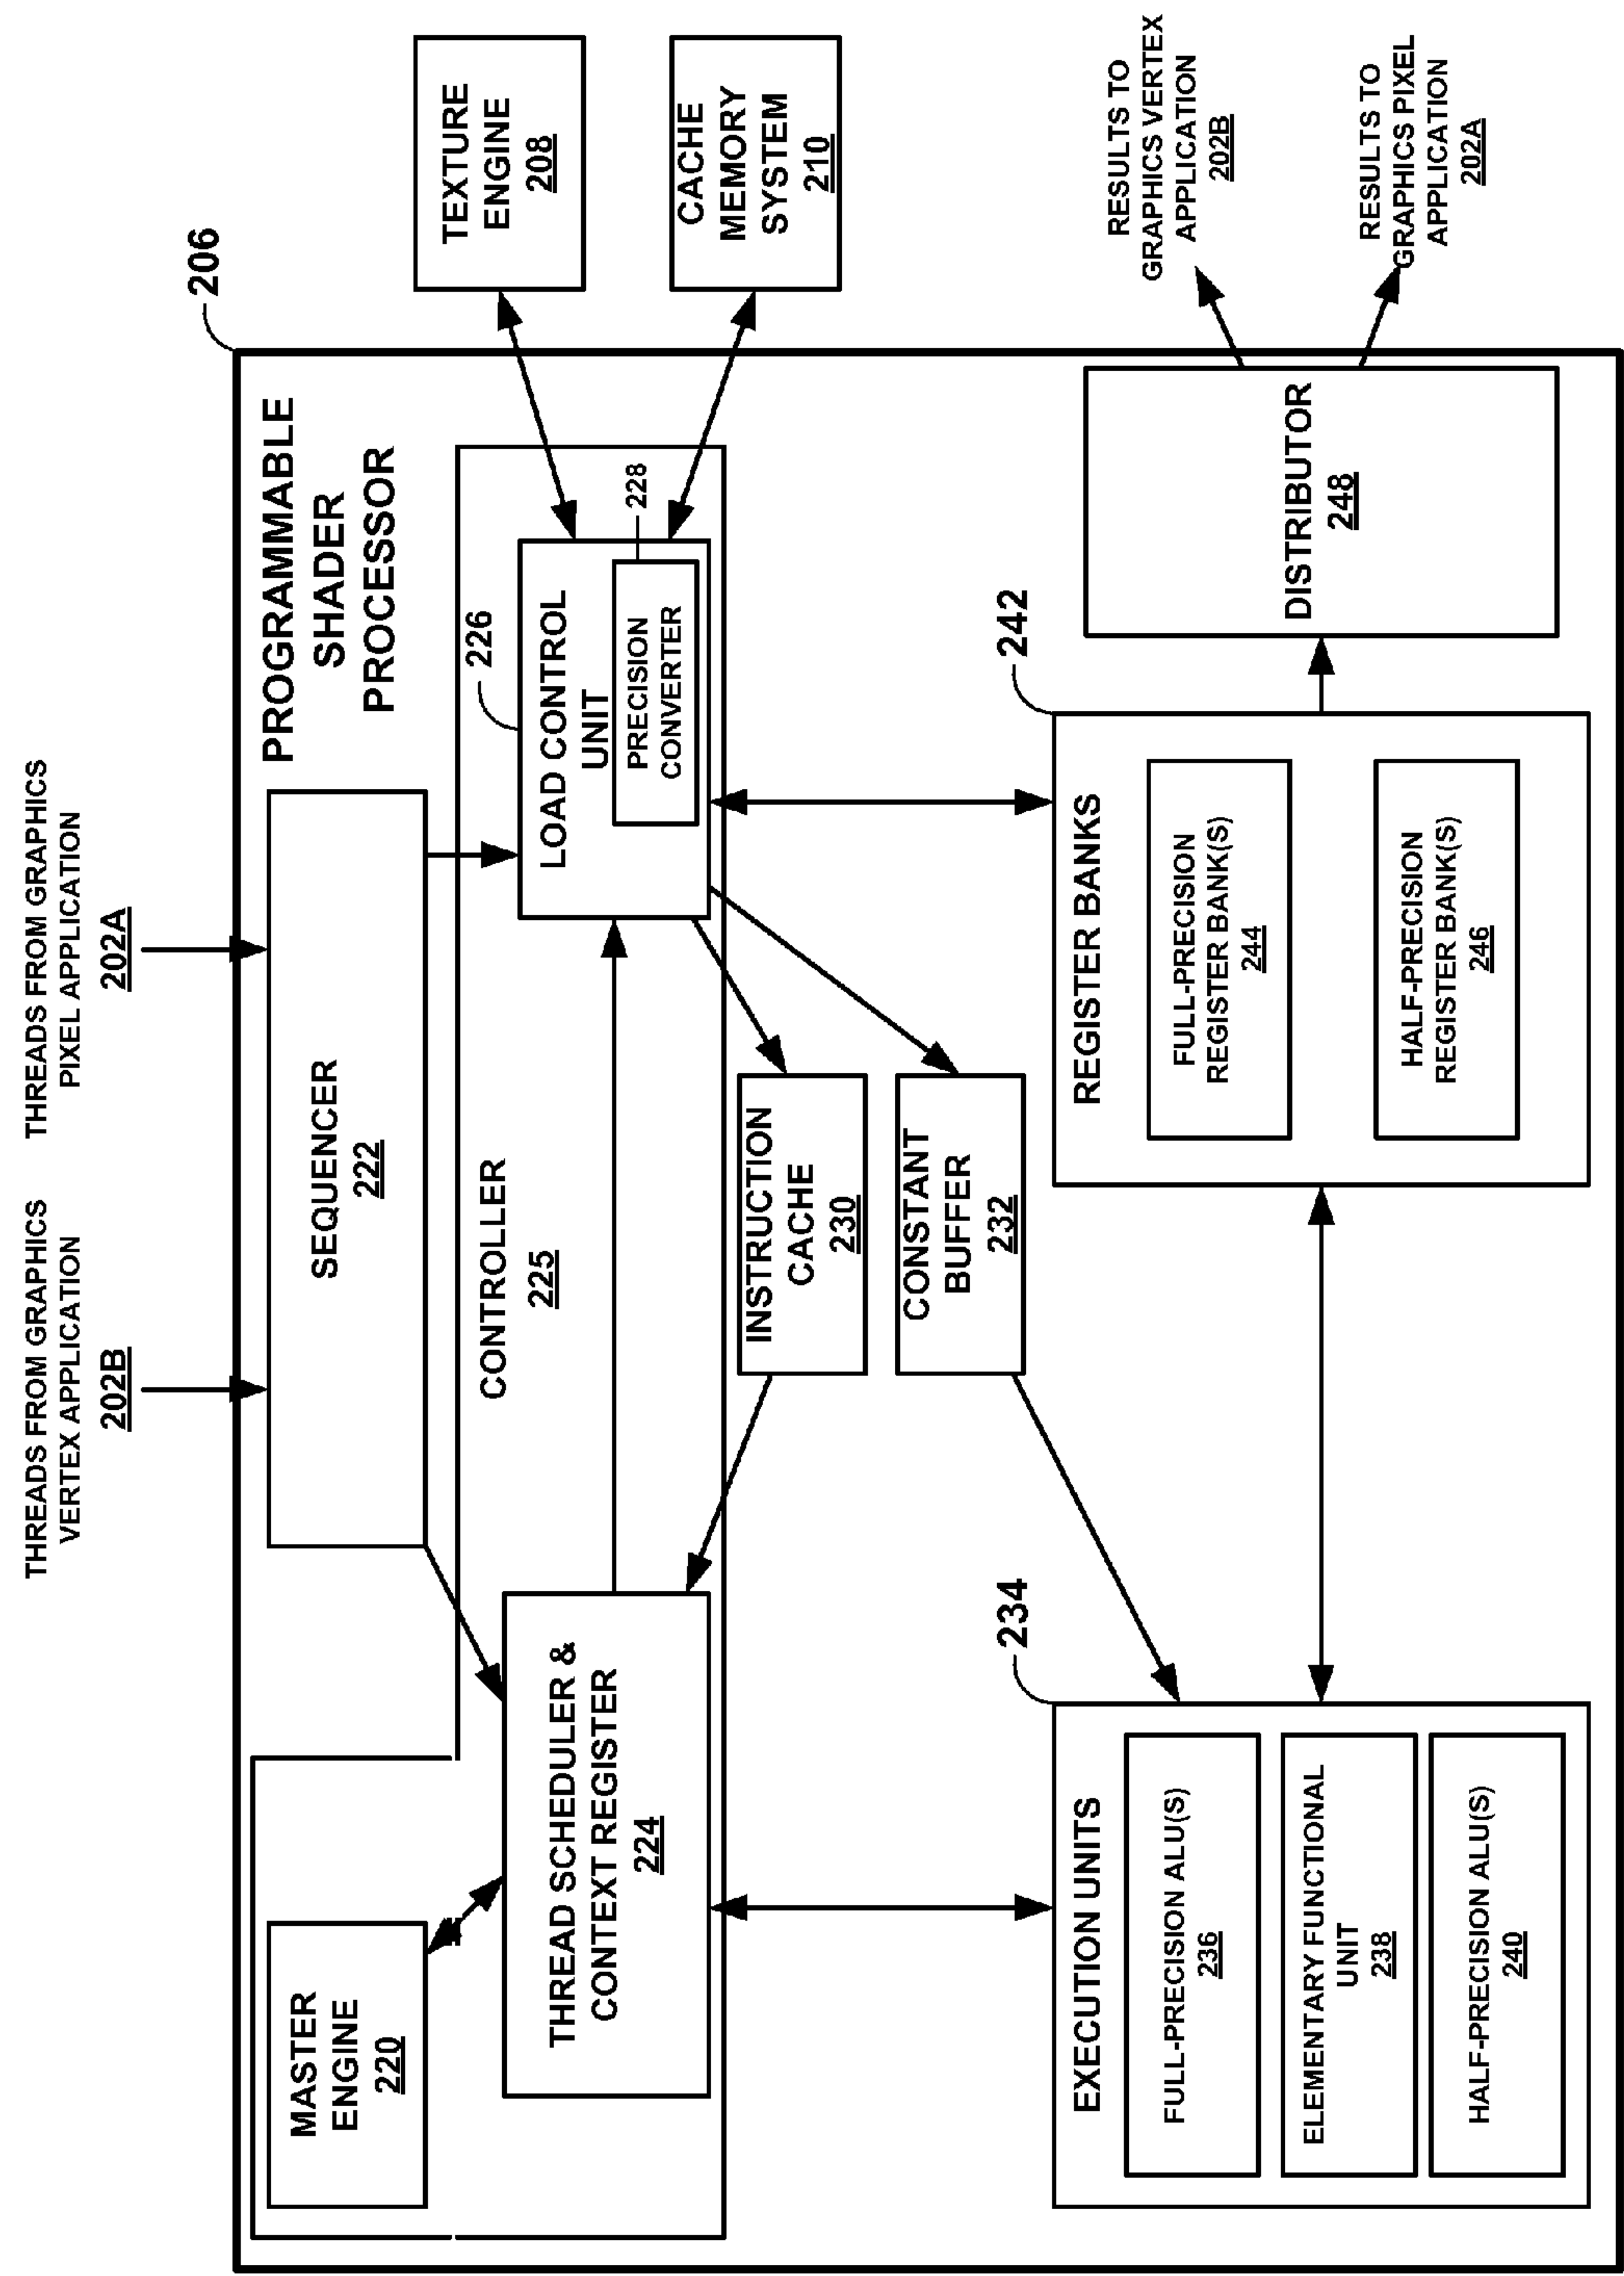 THREADS FROM GRAPHICS
VERTEX APPLICATION
202B
THREADS FROM GRAPHICS
PIXEL APPLICATION
202A
206
PROGRAMMABLE
SHADER
PROCESSOR
MASTER
ENGINE
220
SEQUENCER
222
CONTROLLER
225
THREAD SCHEDULER &
CONTEXT REGISTER
224
226
LOAD CONTROL
UNIT
PRECISION
CONVERTER
228
TEXTURE
ENGINE
208
CACHE
MEMORY
SYSTEM
210
INSTRUCTION
CACHE
230
CONSTANT
BUFFER
232
234
EXECUTION UNITS
FULL-PRECISION ALU(S)
236
ELEMENTARY FUNCTIONAL
UNIT
238
HALF-PRECISION ALU(S)
240
242
REGISTER BANKS
FULL-PRECISION
REGISTER BANK(S)
244
HALF-PRECISION
REGISTER BANK(S)
246
DISTRIBUTOR
248
RESULTS TO
GRAPHICS VERTEX
APPLICATION
202B
RESULTS TO
GRAPHICS PIXEL
APPLICATION
202A